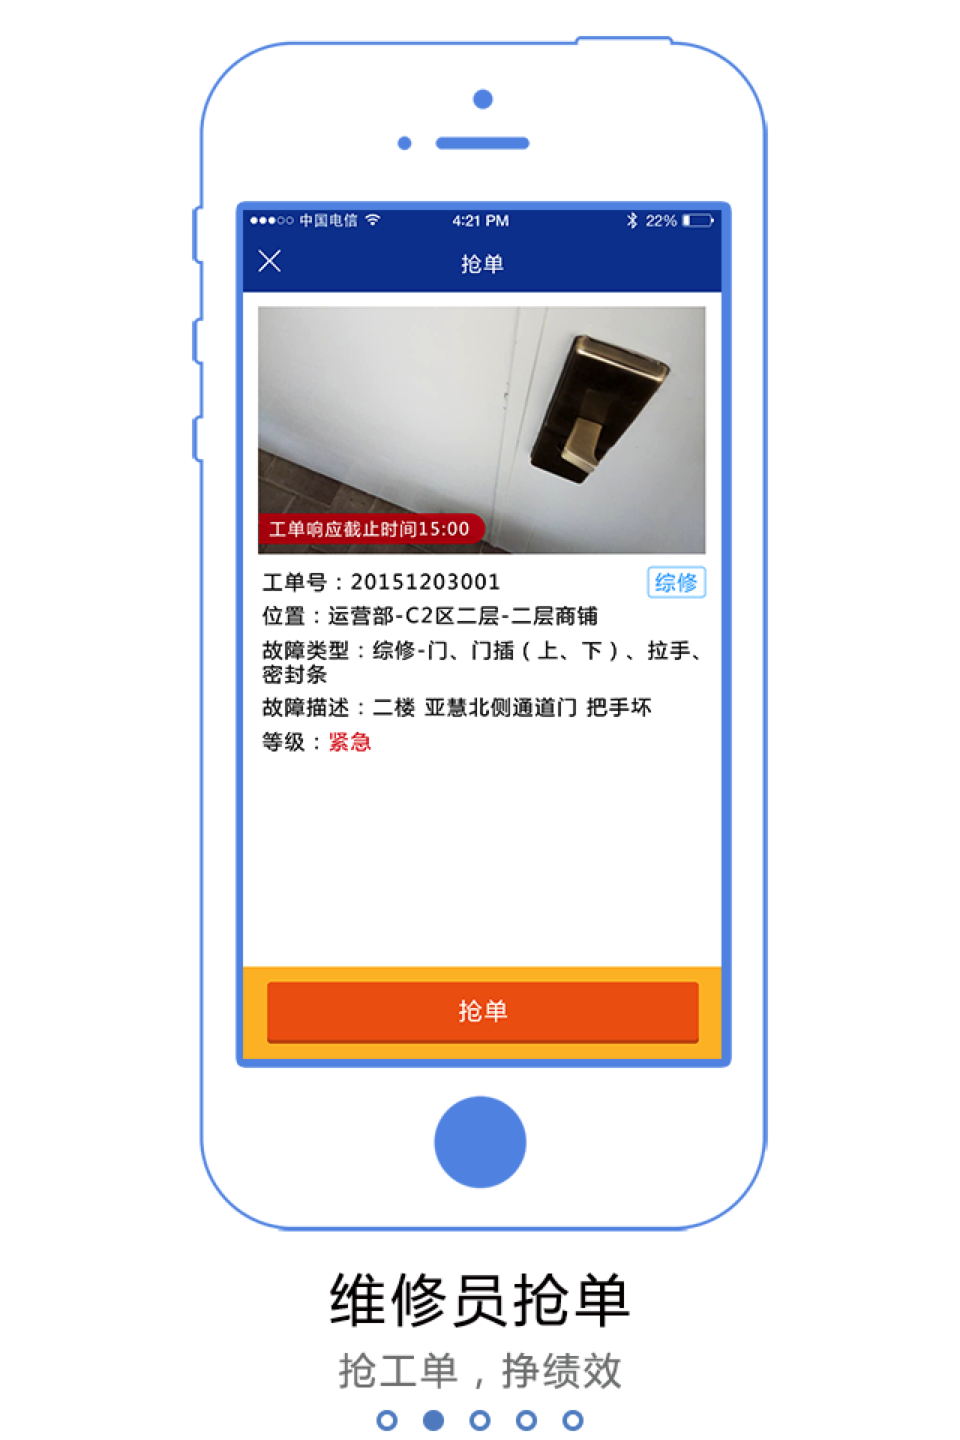 中国电信 4:21 PM 22%
抢单
工单响应截止时间15:00
工单号：20151203001 综修
位置：运营部-C2区二层-二层商铺
故障类型：综修-门、门插（上、下）、拉手、
密封条
故障描述：二楼 亚慧北侧通道门 把手坏
等级：紧急
抢单
维修员抢单
抢工单，挣绩效